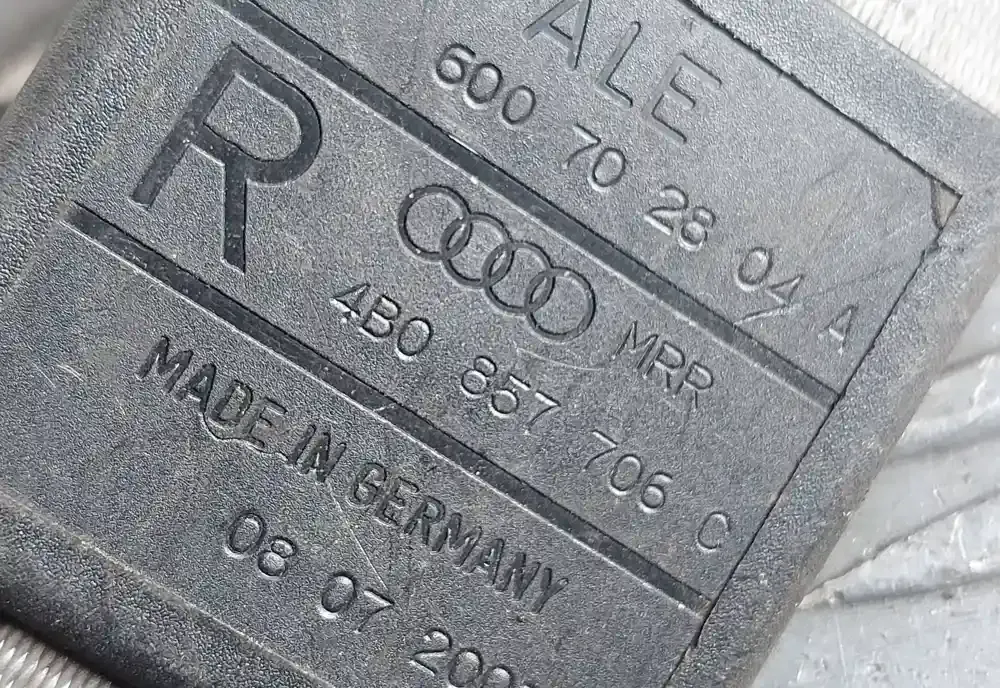 ALE
600 70 28 04 A
R
MRR
4B0 857 706 C
MADE IN GERMANY
08 07